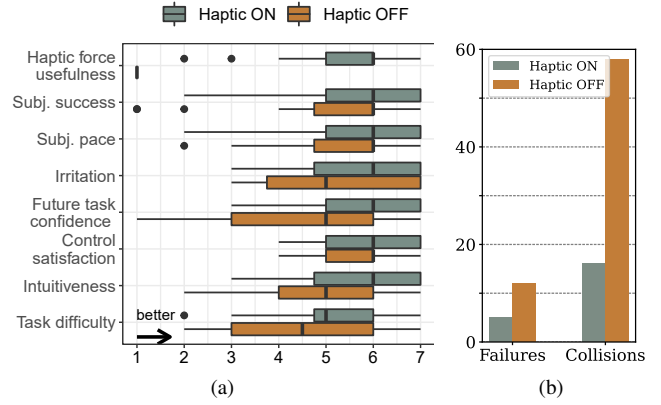 Haptic ON
Haptic OFF
Haptic force
usefulness
Subj. success
Subj. pace
Irritation
Future task
confidence
Control
satisfaction
Intuitiveness
Task difficulty
better
1 2 3 4 5 6 7
(a)
60
40
20
0
Haptic ON
Haptic OFF
Failures Collisions
(b)